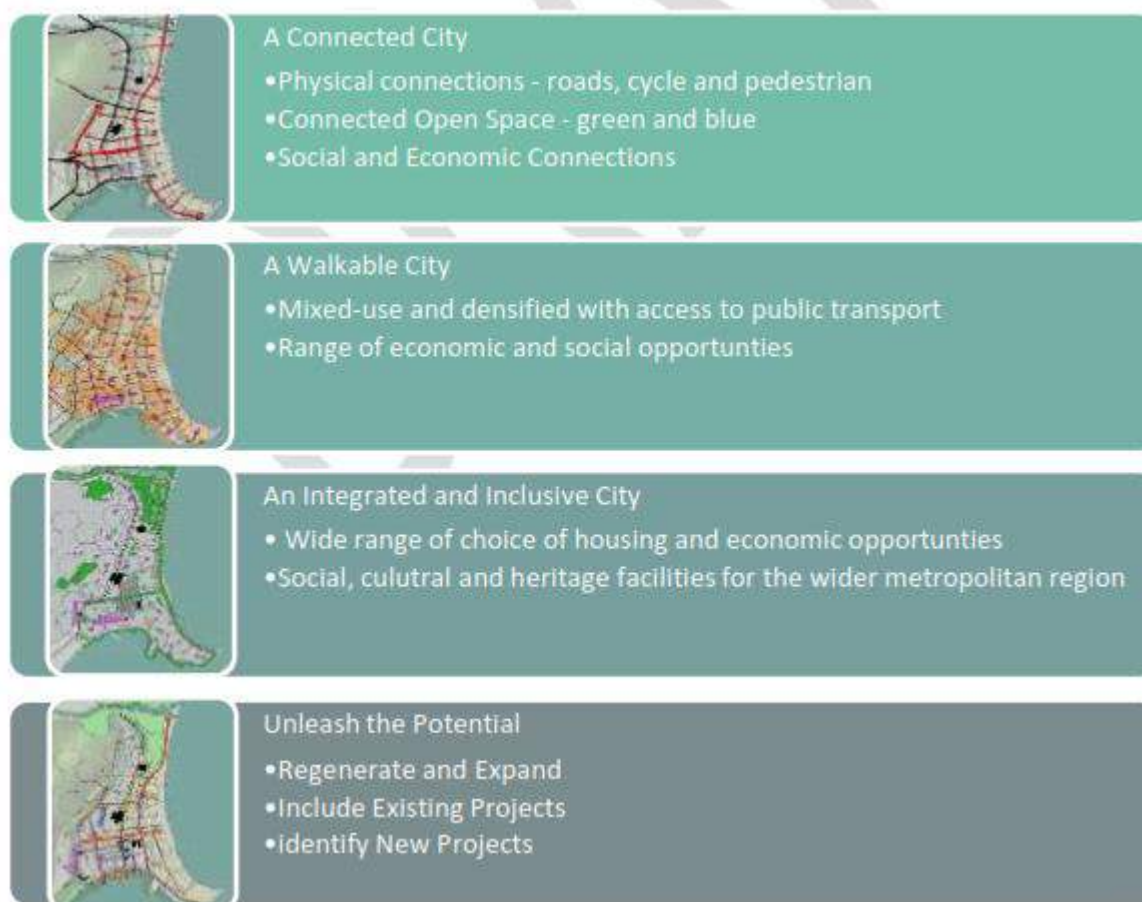 A Connected City
•Physical connections - roads, cycle and pedestrian
•Connected Open Space - green and blue
•Social and Economic Connections
A Walkable City
•Mixed-use and densified with access to public transport
•Range of economic and social opportunties
An Integrated and Inclusive City
• Wide range of choice of housing and economic opportunties
•Social, culutral and heritage facilities for the wider metropolitan region
Unleash the Potential
•Regenerate and Expand
•Include Existing Projects
•identify New Projects